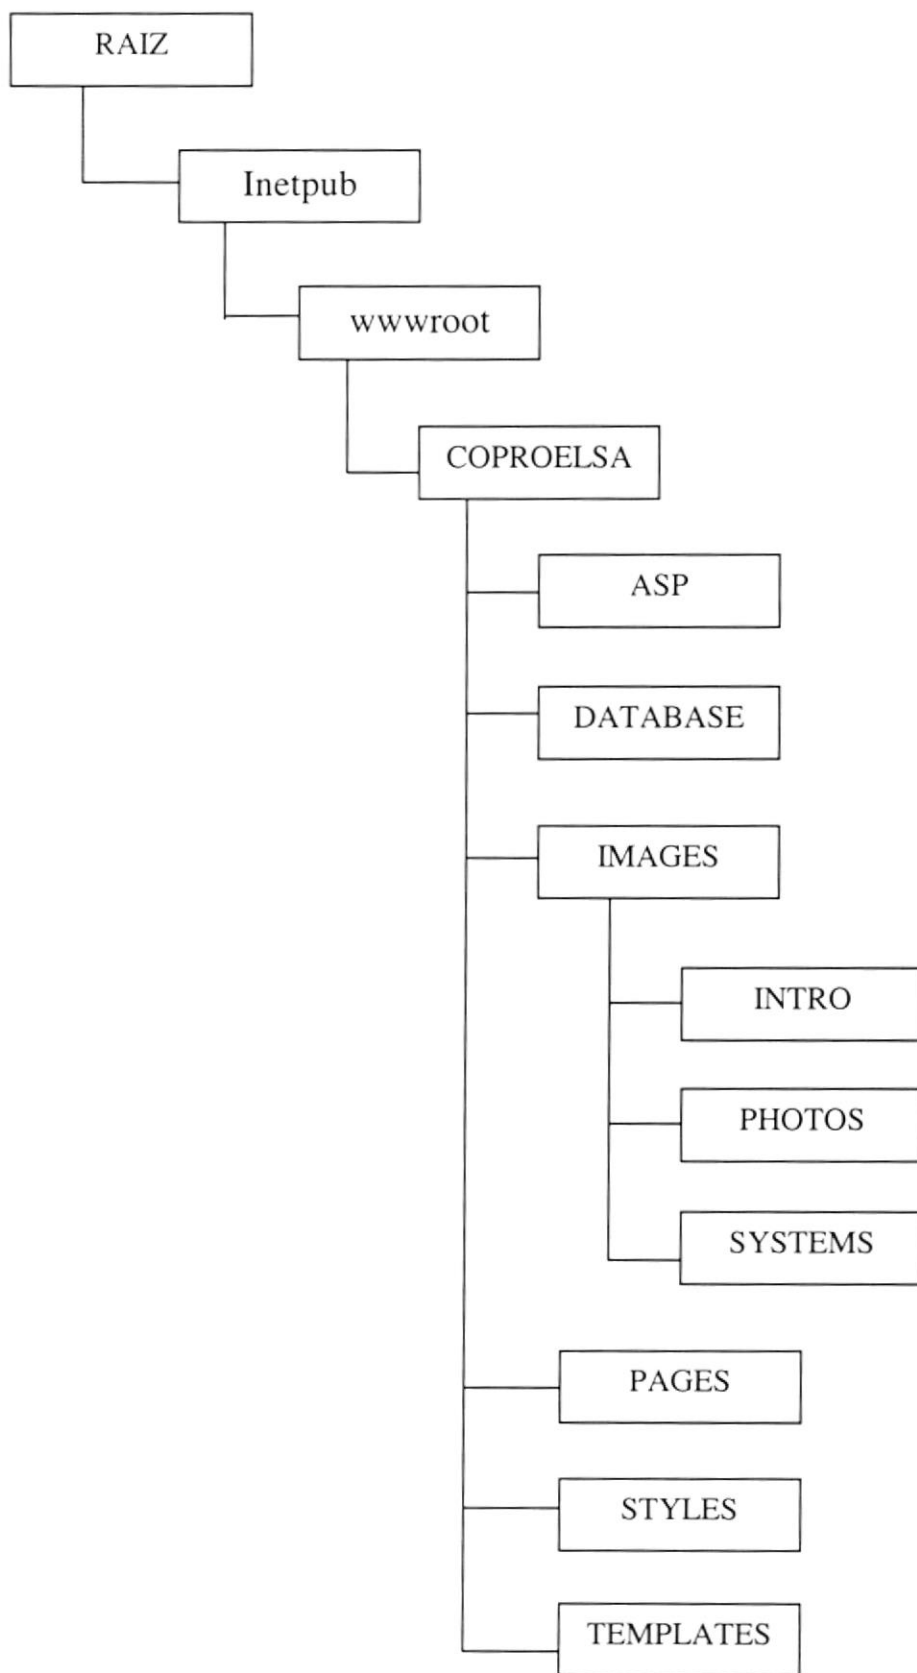 RAIZ
Inetpub
wwwroot
COPROELSA
ASP
DATABASE
IMAGES
INTRO
PHOTOS
SYSTEMS
PAGES
STYLES
TEMPLATES